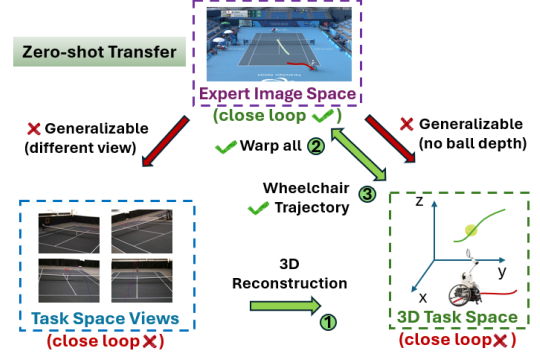 Zero-shot Transfer
Expert Image Space
(close loop ✓)
✗ Generalizable
(different view)
✓ Warp all ②
✗ Generalizable
(no ball depth)
Wheelchair ③
✓ Trajectory
z
y
x
3D
Reconstruction
①
Task Space Views
(close loop ✗)
3D Task Space
(close loop ✗)